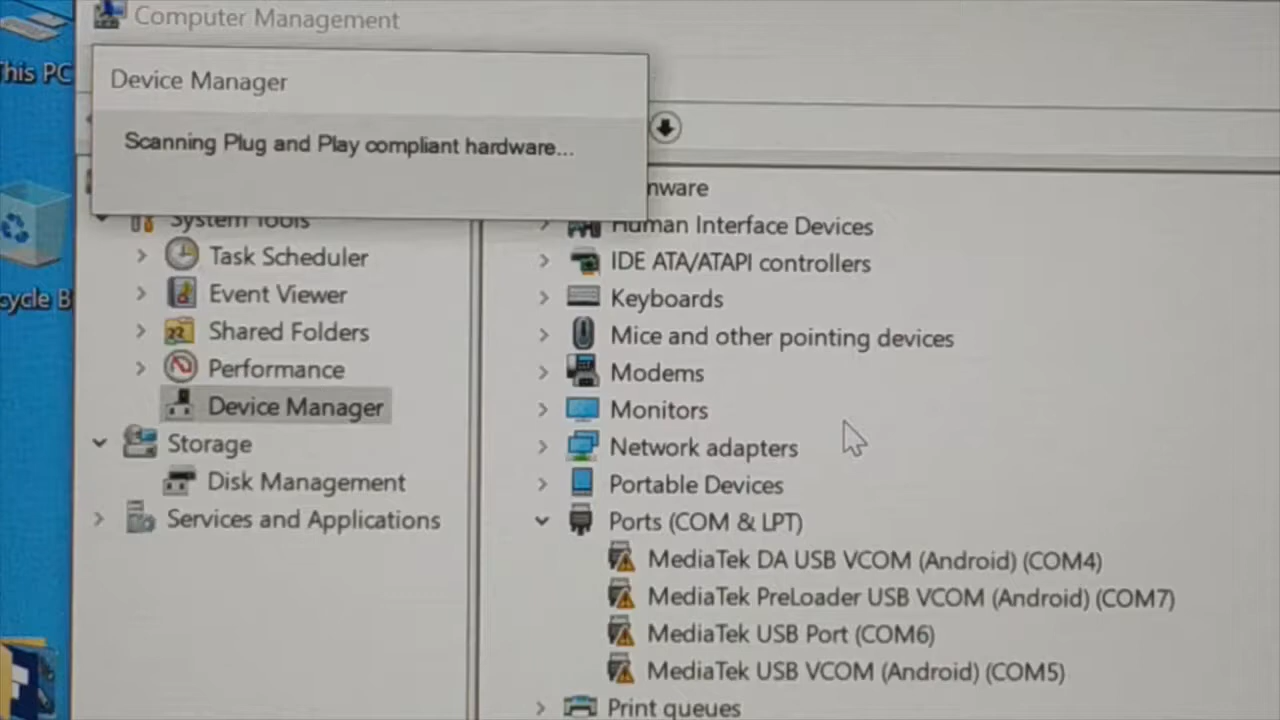 Computer Management
This PC
Device Manager
Scanning Plug and Play compliant hardware...
System Tools
Task Scheduler
Event Viewer
Shared Folders
Performance
Device Manager
Storage
Disk Management
Services and Applications
nware
Human Interface Devices
IDE ATA/ATAPI controllers
Keyboards
Mice and other pointing devices
Modems
Monitors
Network adapters
Portable Devices
Ports (COM & LPT)
MediaTek DA USB VCOM (Android) (COM4)
MediaTek PreLoader USB VCOM (Android) (COM7)
MediaTek USB Port (COM6)
MediaTek USB VCOM (Android) (COM5)
Print queues
cycle B